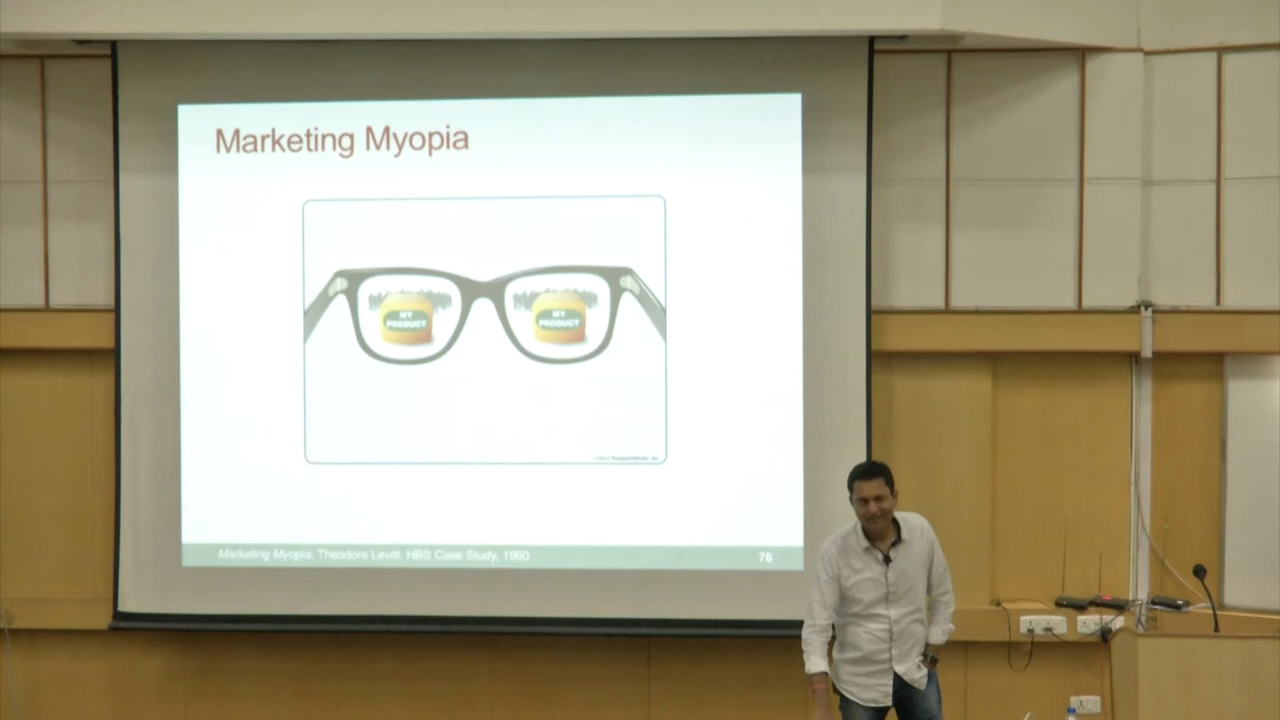 Marketing Myopia
MY
PRODUCT
MY
PRODUCT
Marketing Myopia, Theodore Levitt. HBS Case Study, 1960
76